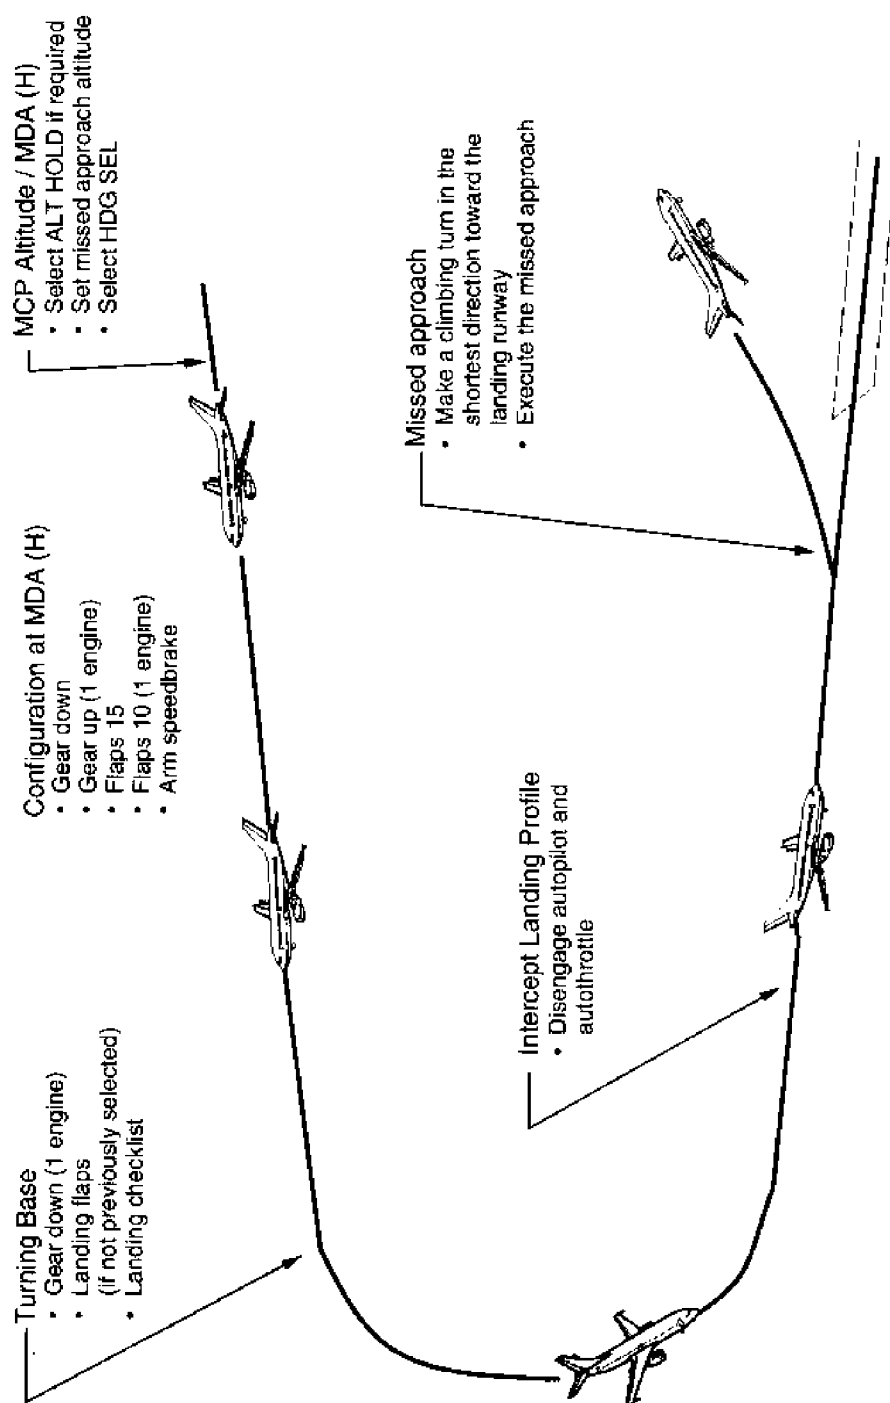 MCP Altitude / MDA (H)
• Select ALT HOLD if required
• Set missed approach altitude
• Select HDG SEL
Configuration at MDA (H)
• Gear down
• Gear up (1 engine)
• Flaps 15
• Flaps 10 (1 engine)
• Arm speedbrake
Turning Base
• Gear down (1 engine)
• Landing flaps
(if not previously selected)
• Landing checklist
Intercept Landing Profile
• Disengage autopilot and
autothrottle
Missed approach
• Make a climbing turn in the
shortest direction toward the
landing runway
• Execute the missed approach